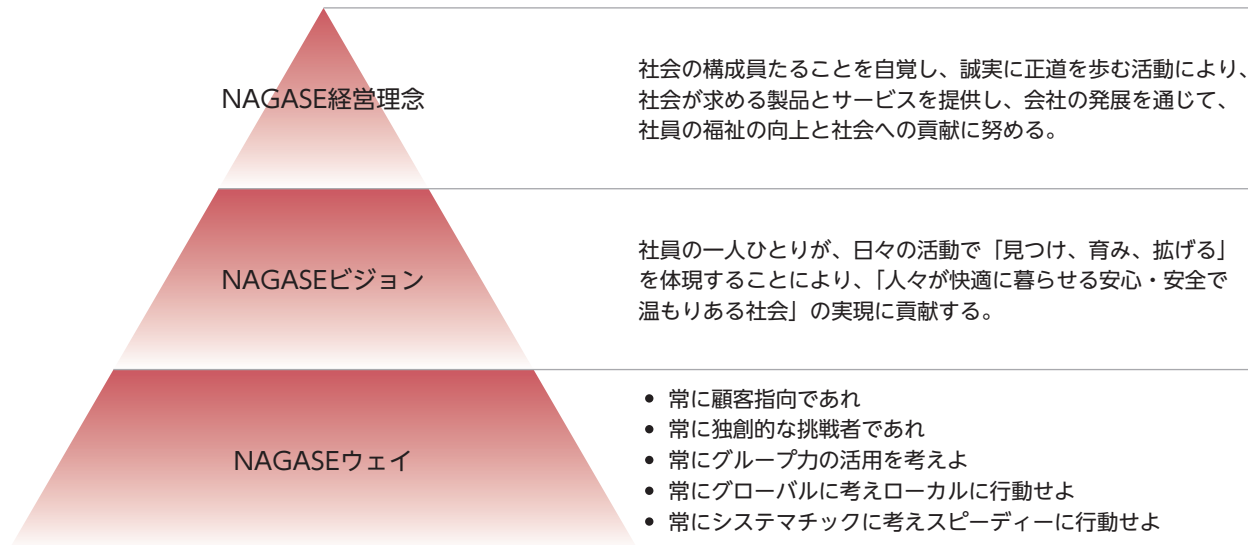 NAGASE経営理念
社会の構成員たることを自覚し、誠実に正道を歩む活動により、
社会が求める製品とサービスを提供し、会社の発展を通じて、
社員の福祉の向上と社会への貢献に努める。
NAGASEビジョン
社員の一人ひとりが、日々の活動で「見つけ、育み、拡げる」
を体現することにより、「人々が快適に暮らせる安心・安全で
温もりある社会」の実現に貢献する。
NAGASEウェイ
• 常に顧客指向であれ
• 常に独創的な挑戦者であれ
• 常にグループ力の活用を考えよ
• 常にグローバルに考えローカルに行動せよ
• 常にシステマチックに考えスピーディーに行動せよ